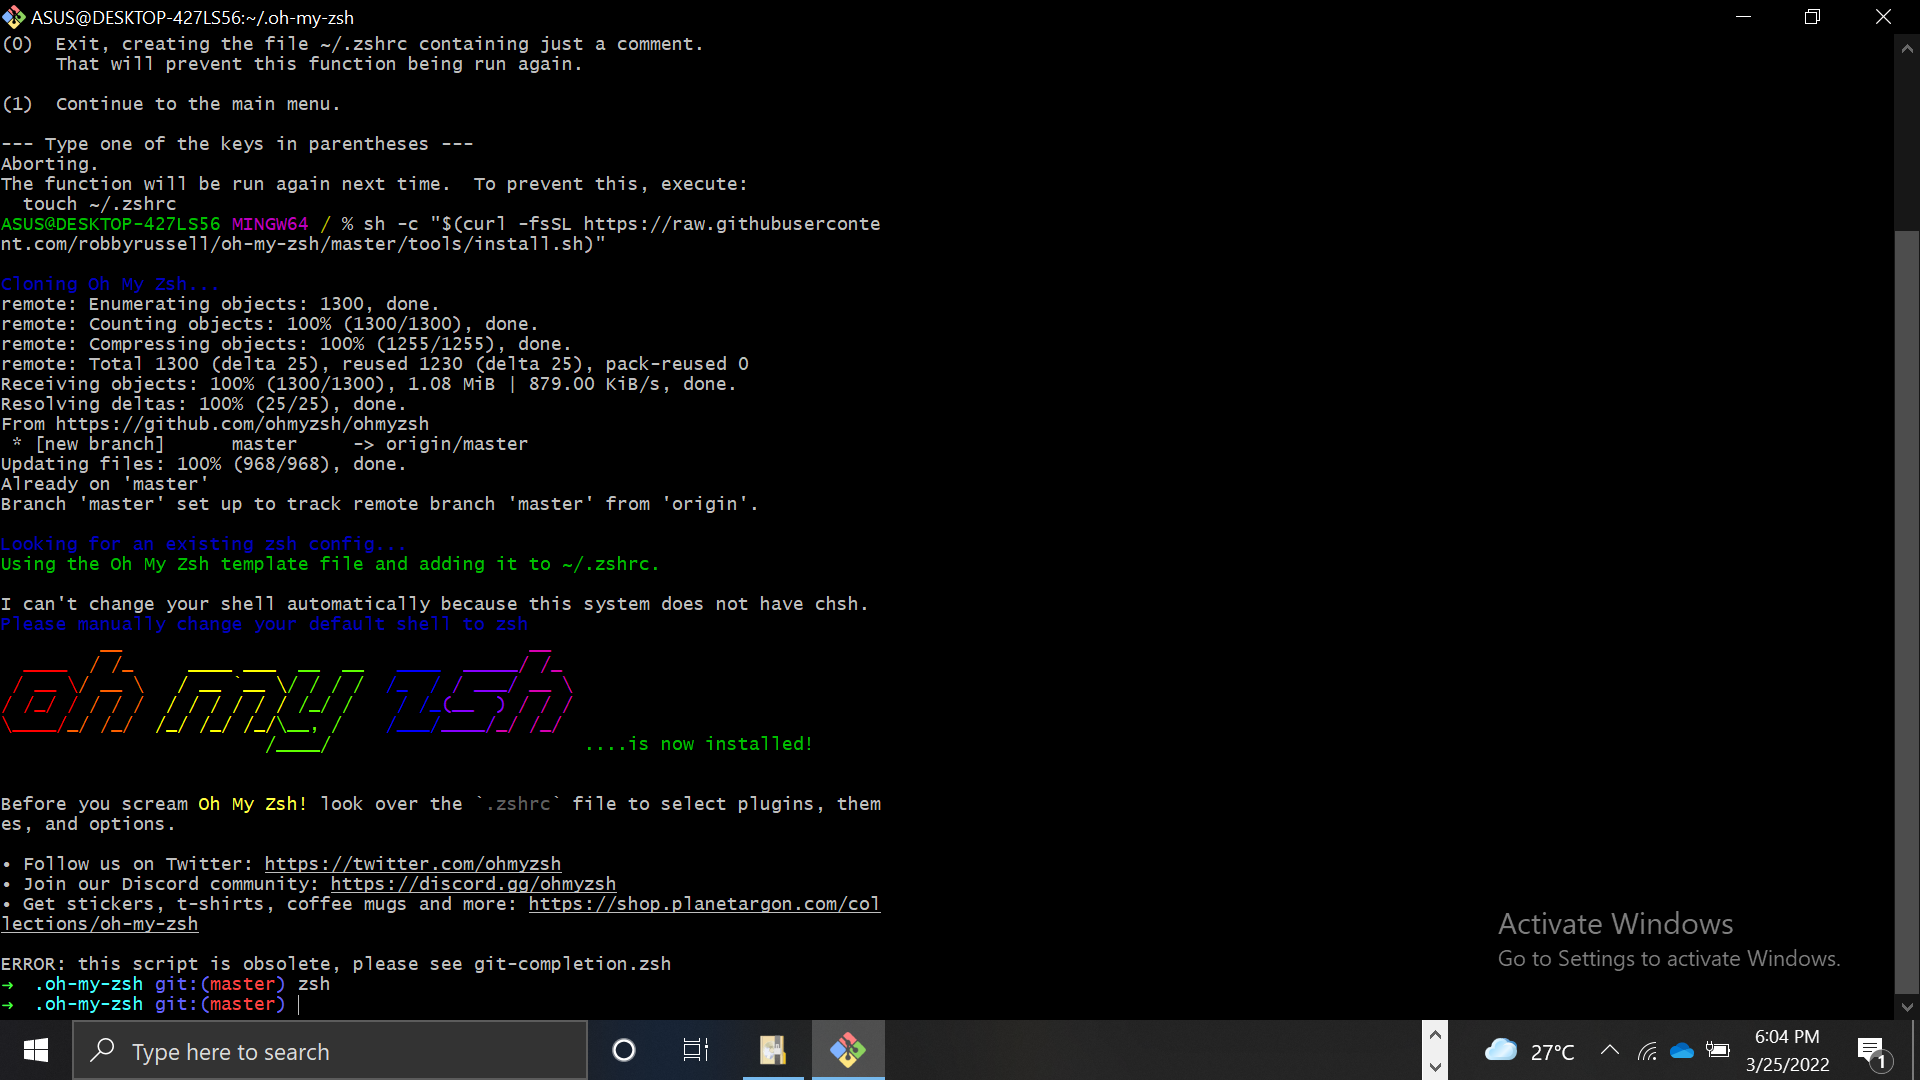 ASUS@DESKTOP-427LS56:~/.oh-my-zsh
(0)  Exit, creating the file ~/.zshrc containing just a comment.
     That will prevent this function being run again.
(1)  Continue to the main menu.
--- Type one of the keys in parentheses ---
Aborting.
The function will be run again next time.  To prevent this, execute:
  touch ~/.zshrc
ASUS@DESKTOP-427LS56 MINGW64 / % sh -c "$(curl -fsSL https://raw.githubuserconte
nt.com/robbyrussell/oh-my-zsh/master/tools/install.sh)"
Cloning Oh My Zsh...
remote: Enumerating objects: 1300, done.
remote: Counting objects: 100% (1300/1300), done.
remote: Compressing objects: 100% (1255/1255), done.
remote: Total 1300 (delta 25), reused 1230 (delta 25), pack-reused 0
Receiving objects: 100% (1300/1300), 1.08 MiB | 879.00 KiB/s, done.
Resolving deltas: 100% (25/25), done.
From https://github.com/ohmyzsh/ohmyzsh
 * [new branch]      master     -> origin/master
Updating files: 100% (968/968), done.
Already on 'master'
Branch 'master' set up to track remote branch 'master' from 'origin'.
Looking for an existing zsh config...
Using the Oh My Zsh template file and adding it to ~/.zshrc.
I can't change your shell automatically because this system does not have chsh.
Please manually change your default shell to zsh
oh my zsh
....is now installed!
Before you scream Oh My Zsh! look over the `.zshrc` file to select plugins, them
es, and options.
• Follow us on Twitter: https://twitter.com/ohmyzsh
• Join our Discord community: https://discord.gg/ohmyzsh
• Get stickers, t-shirts, coffee mugs and more: https://shop.planetargon.com/col
lections/oh-my-zsh
ERROR: this script is obsolete, please see git-completion.zsh
→  .oh-my-zsh git:(master) zsh
→  .oh-my-zsh git:(master)
Activate Windows
Go to Settings to activate Windows.
Type here to search
27°C
6:04 PM
3/25/2022
1